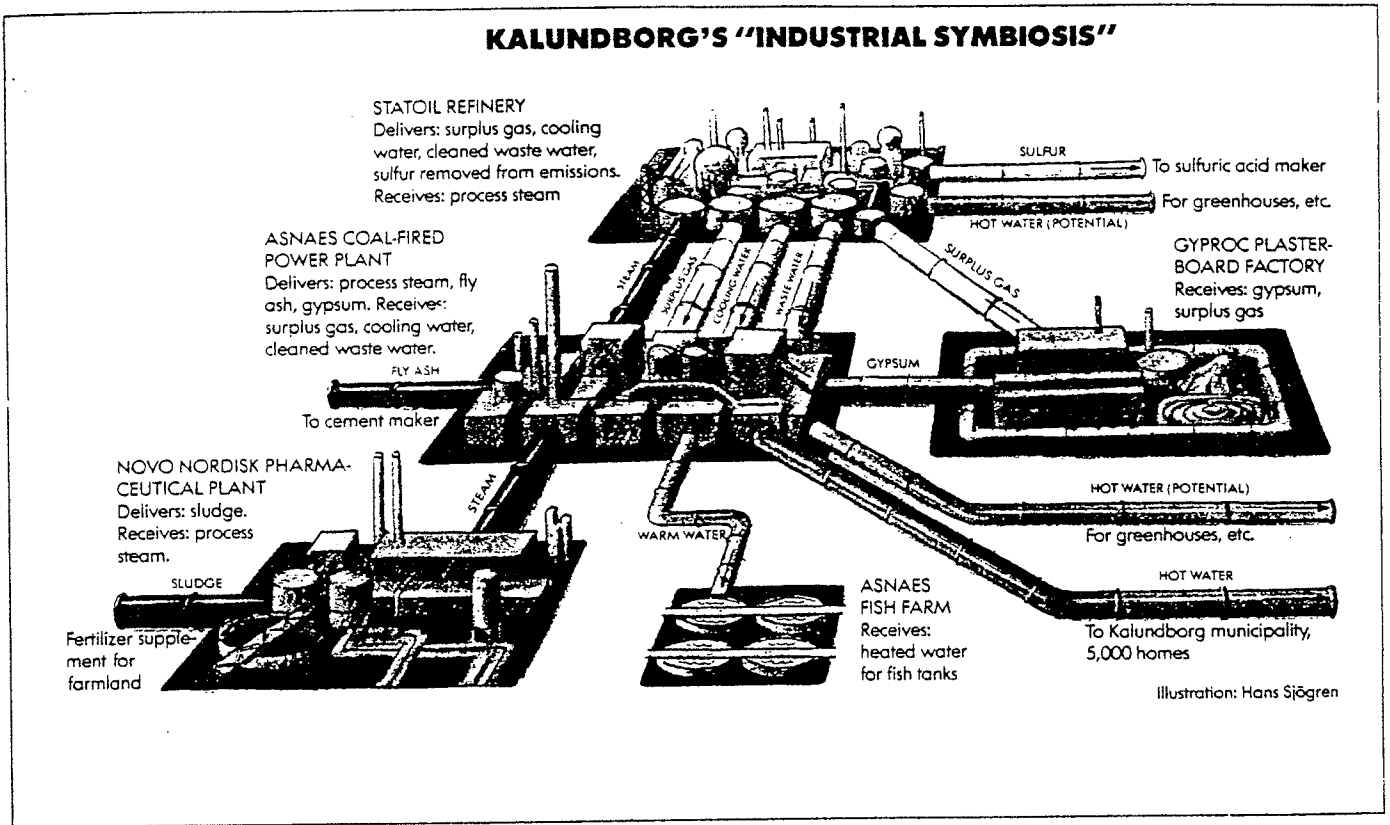 KALUNDBORG'S "INDUSTRIAL SYMBIOSIS"
STATOIL REFINERY
Delivers: surplus gas, cooling
water, cleaned waste water,
sulfur removed from emissions.
Receives: process steam
SULFUR
To sulfuric acid maker
For greenhouses, etc.
HOT WATER (POTENTIAL)
ASNAES COAL-FIRED
POWER PLANT
Delivers: process steam, fly
ash, gypsum. Receives:
surplus gas, cooling water,
cleaned waste water.
STEAM
SURPLUS GAS
COOLING WATER
WASTE WATER
SURPLUS GAS
GYPROC PLASTER-
BOARD FACTORY
Receives: gypsum,
surplus gas
FLY ASH
To cement maker
GYPSUM
NOVO NORDISK PHARMA-
CEUTICAL PLANT
Delivers: sludge.
Receives: process
steam.
STEAM
SLUDGE
Fertilizer supple-
ment for
farmland
WARM WATER
ASNAES
FISH FARM
Receives:
heated water
for fish tanks
HOT WATER (POTENTIAL)
For greenhouses, etc.
HOT WATER
To Kalundborg municipality,
5,000 homes
Illustration: Hans Sjögren